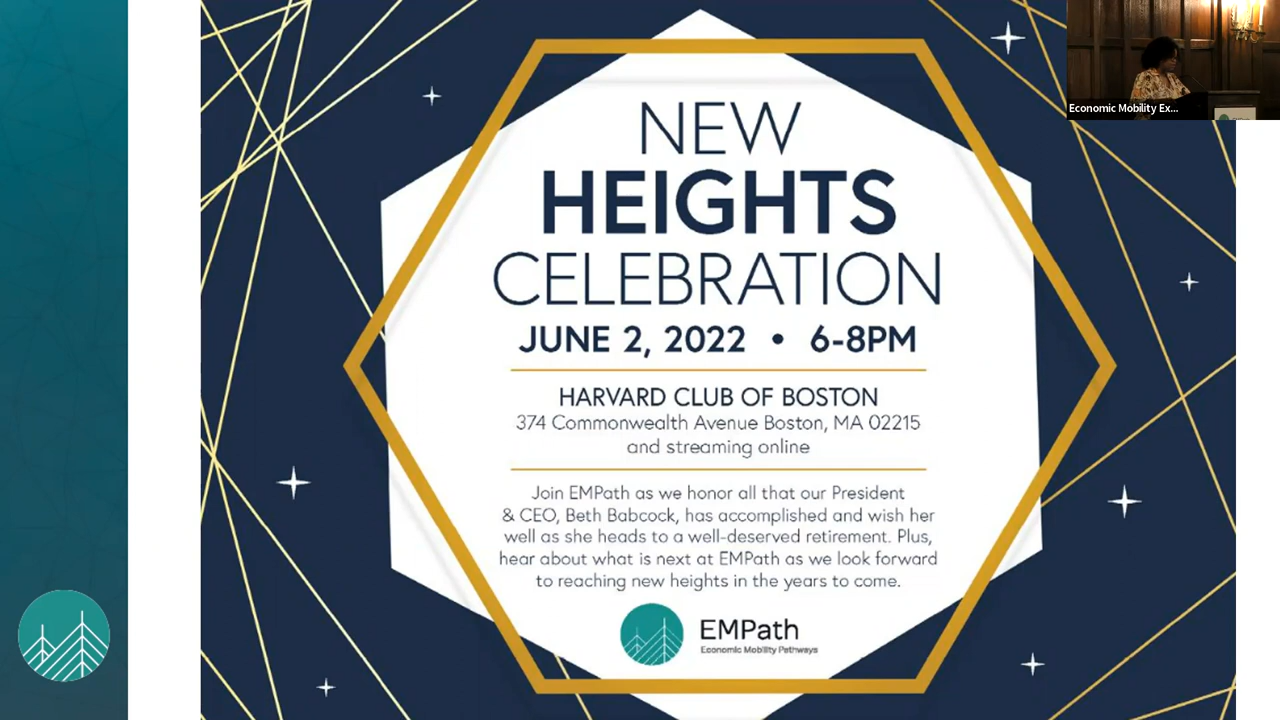 NEW
HEIGHTS
CELEBRATION
JUNE 2, 2022 • 6-8PM
HARVARD CLUB OF BOSTON
374 Commonwealth Avenue Boston, MA 02215
and streaming online
Join EMPath as we honor all that our President
& CEO, Beth Babcock, has accomplished and wish her
well as she heads to a well-deserved retirement. Plus,
hear about what is next at EMPath as we look forward
to reaching new heights in the years to come.
EMPath
Economic Mobility Pathways
Economic Mobility Ex...